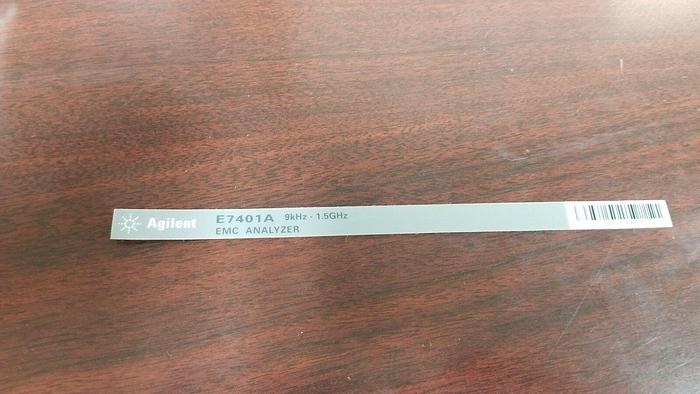 Agilent E7401A 9kHz - 1.5GHz
EMC ANALYZER